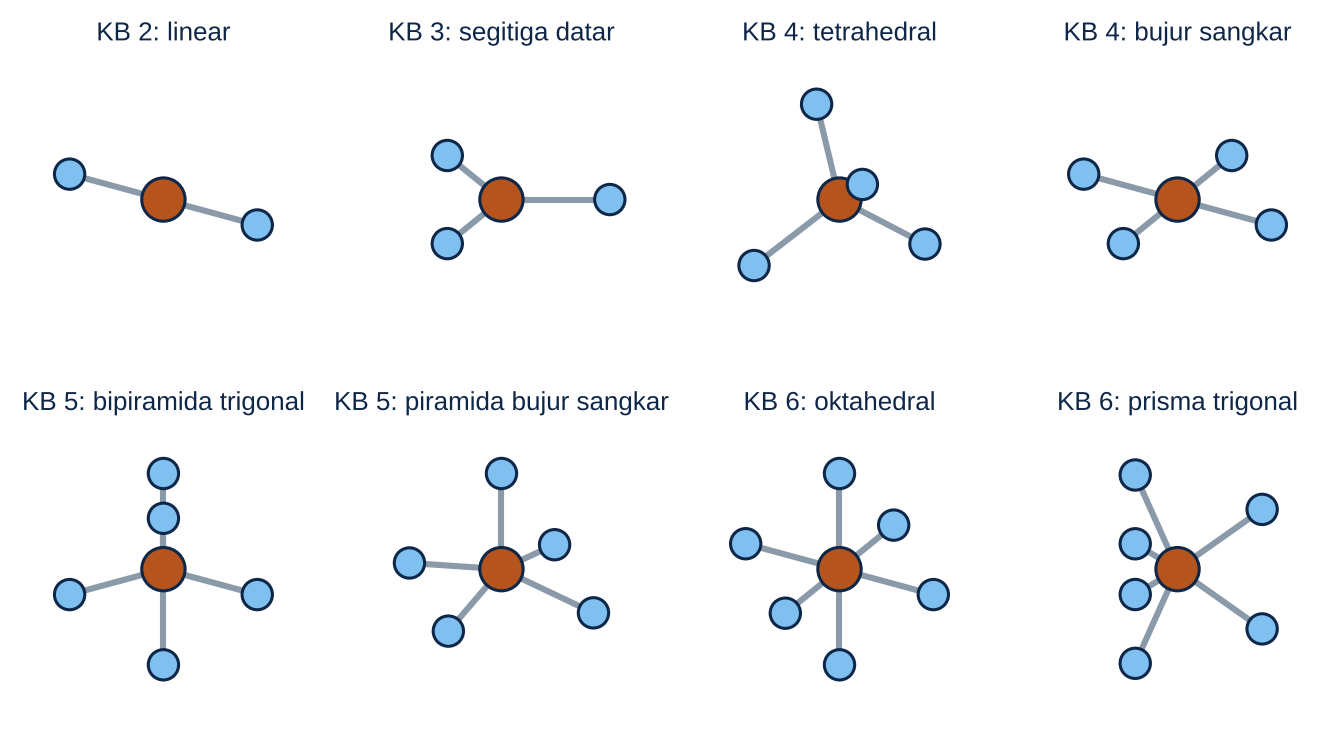 KB 2: linear
KB 3: segitiga datar
KB 4: tetrahedral
KB 4: bujur sangkar
KB 5: bipiramida trigonal
KB 5: piramida bujur sangkar
KB 6: oktahedral
KB 6: prisma trigonal